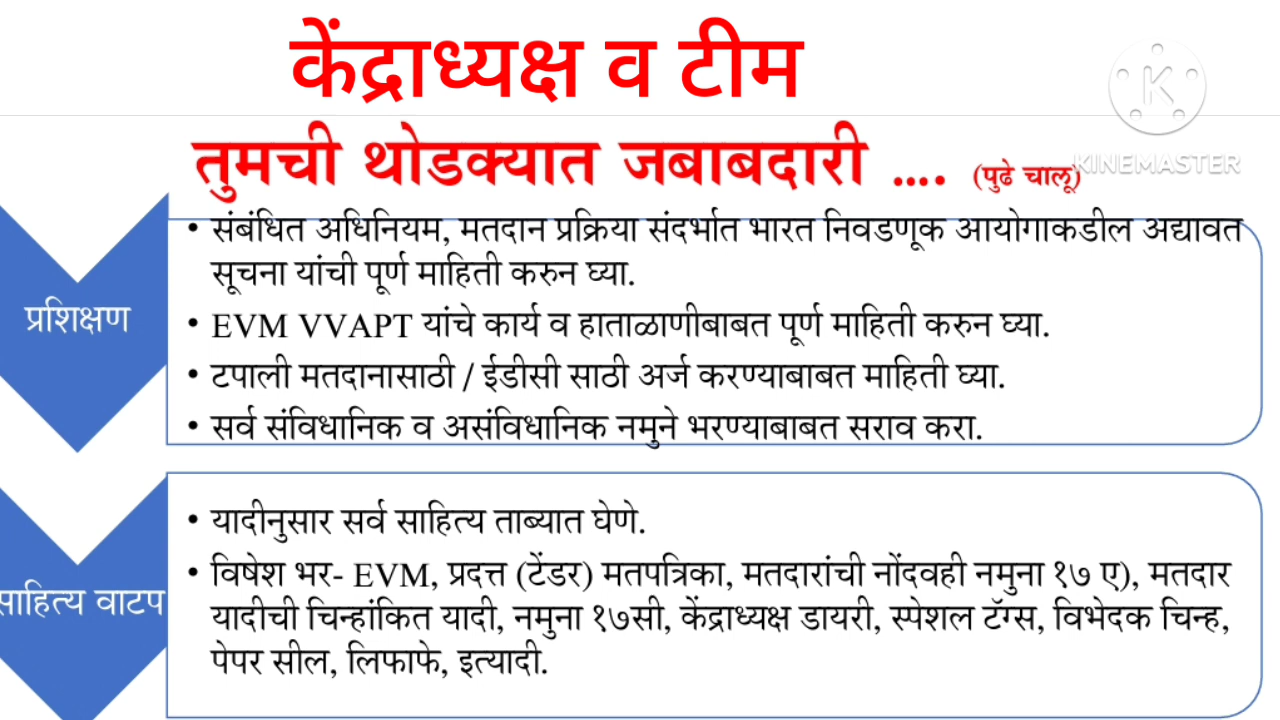 केंद्राध्यक्ष व टीम
KINEMASTER
तुमची थोडक्यात जबाबदारी .... (पुढे चालू)
प्रशिक्षण
• संबंधित अधिनियम, मतदान प्रक्रिया संदर्भात भारत निवडणूक आयोगाकडील अद्यावत
सूचना यांची पूर्ण माहिती करुन घ्या.
• EVM VVAPT यांचे कार्य व हाताळाणीबाबत पूर्ण माहिती करुन घ्या.
• टपाली मतदानासाठी / ईडीसी साठी अर्ज करण्याबाबत माहिती घ्या.
• सर्व संविधानिक व असंविधानिक नमुने भरण्याबाबत सराव करा.
साहित्य वाटप
• यादीनुसार सर्व साहित्य ताब्यात घेणे.
• विषेश भर- EVM, प्रदत्त (टेंडर) मतपत्रिका, मतदारांची नोंदवही नमुना १७ ए), मतदार
यादीची चिन्हांकित यादी, नमुना १७सी, केंद्राध्यक्ष डायरी, स्पेशल टॅग्स, विभेदक चिन्ह,
पेपर सील, लिफाफे, इत्यादी.